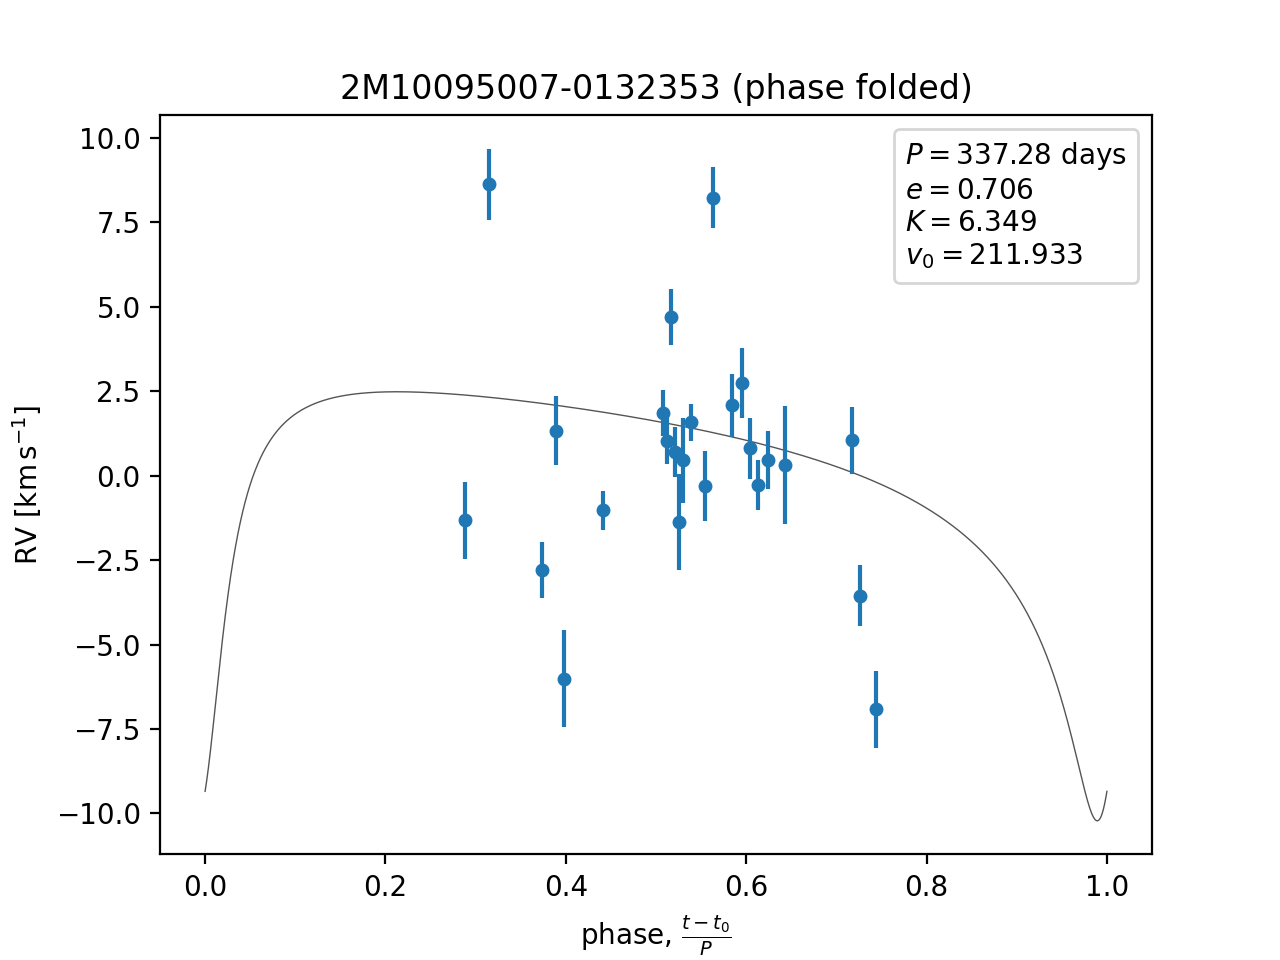 2M10095007-0132353 (phase folded)
P = 337.28 days
e = 0.706
K = 6.349
v₀ = 211.933
10.0
7.5
5.0
2.5
0.0
−2.5
−5.0
−7.5
−10.0
RV [km s⁻¹]
0.0 0.2 0.4 0.6 0.8 1.0
phase, (t − t₀)/P